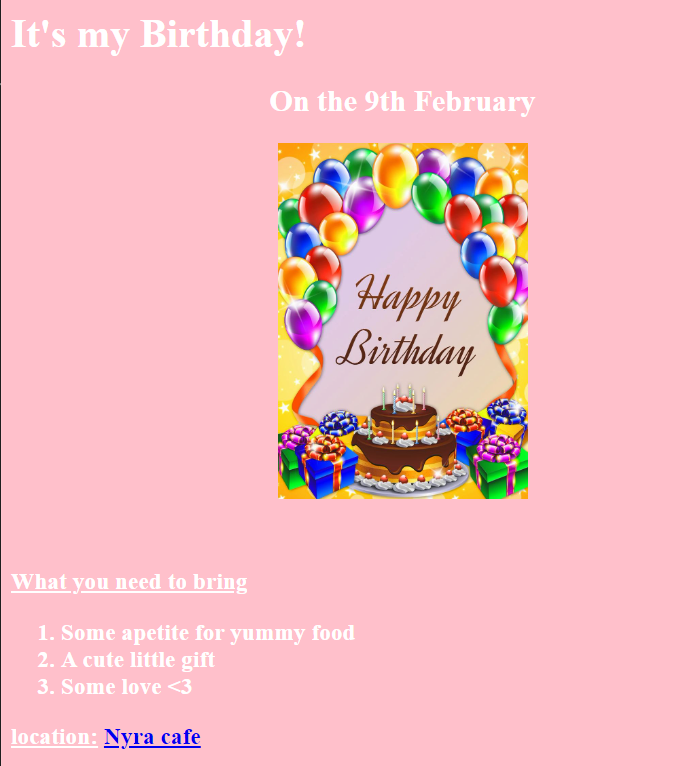 It's my Birthday!
On the 9th February
Happy
Birthday
What you need to bring
1. Some apetite for yummy food
2. A cute little gift
3. Some love <3
location: Nyra cafe